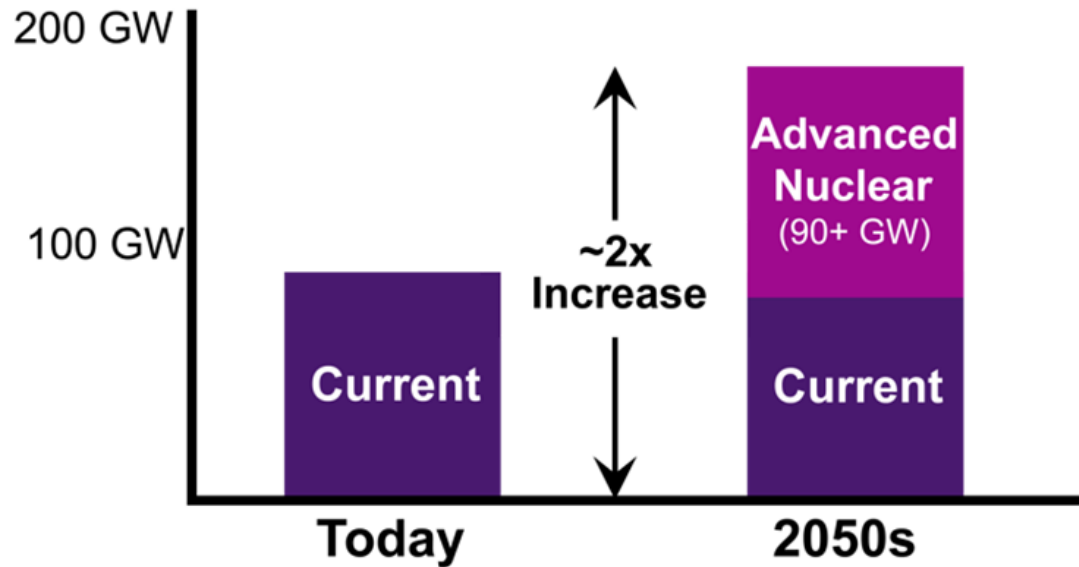 200 GW
100 GW
Current
~2x
Increase
Advanced
Nuclear
(90+ GW)
Current
Today
2050s